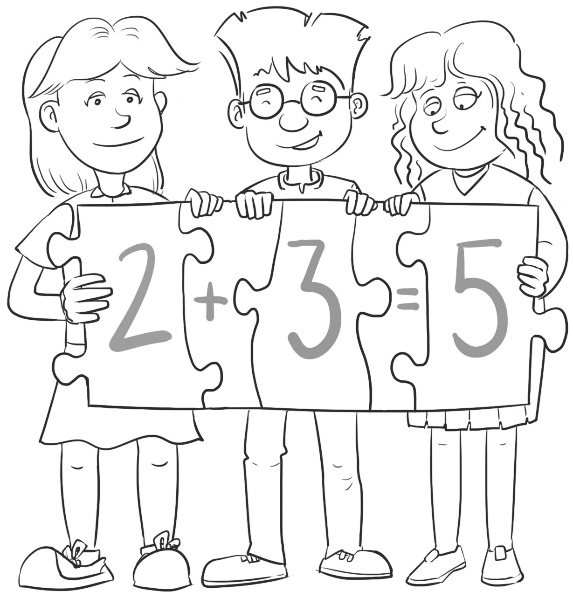 2 + 3 = 5